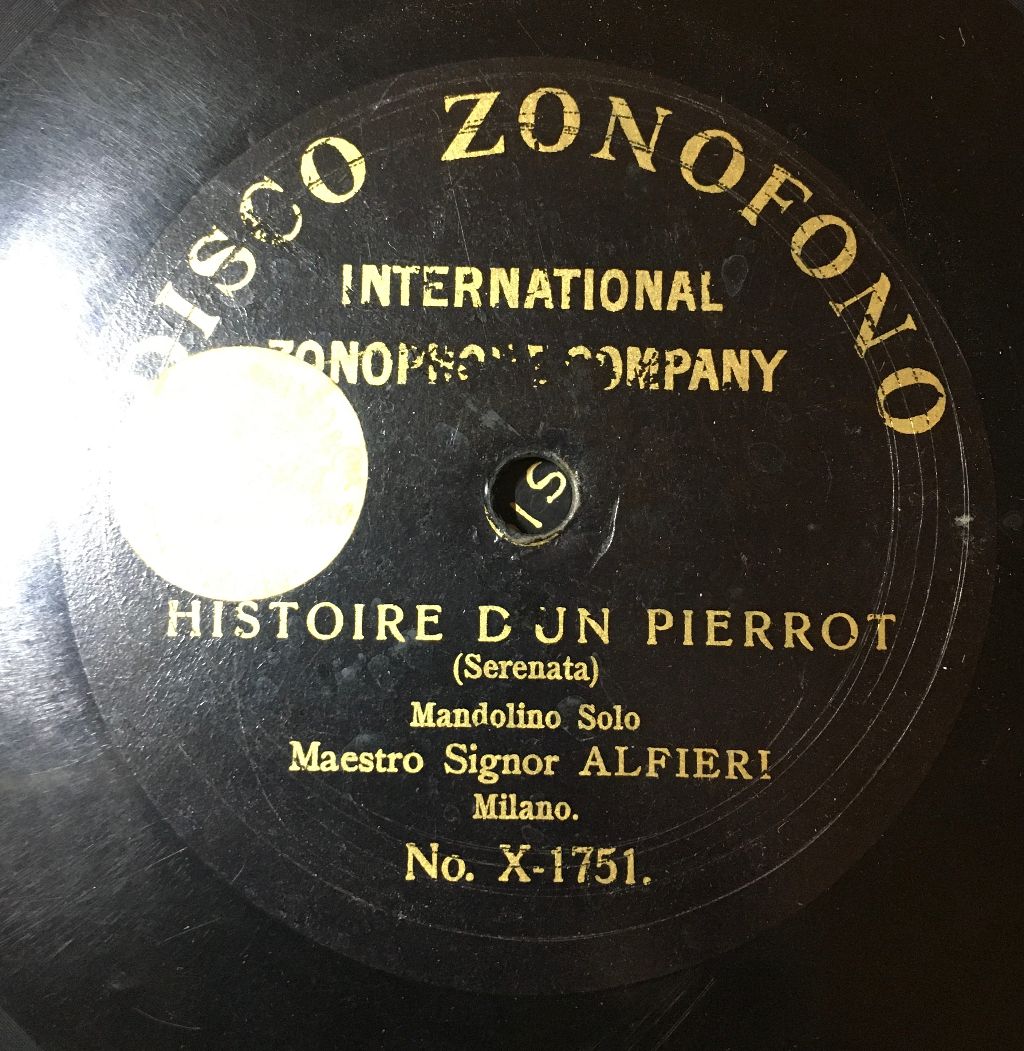 DISCO ZONOFONO
INTERNATIONAL
ZONOPHONE COMPANY
HISTOIRE D'UN PIERROT
(Serenata)
Mandolino Solo
Maestro Signor ALFIERI
Milano.
No. X-1751.